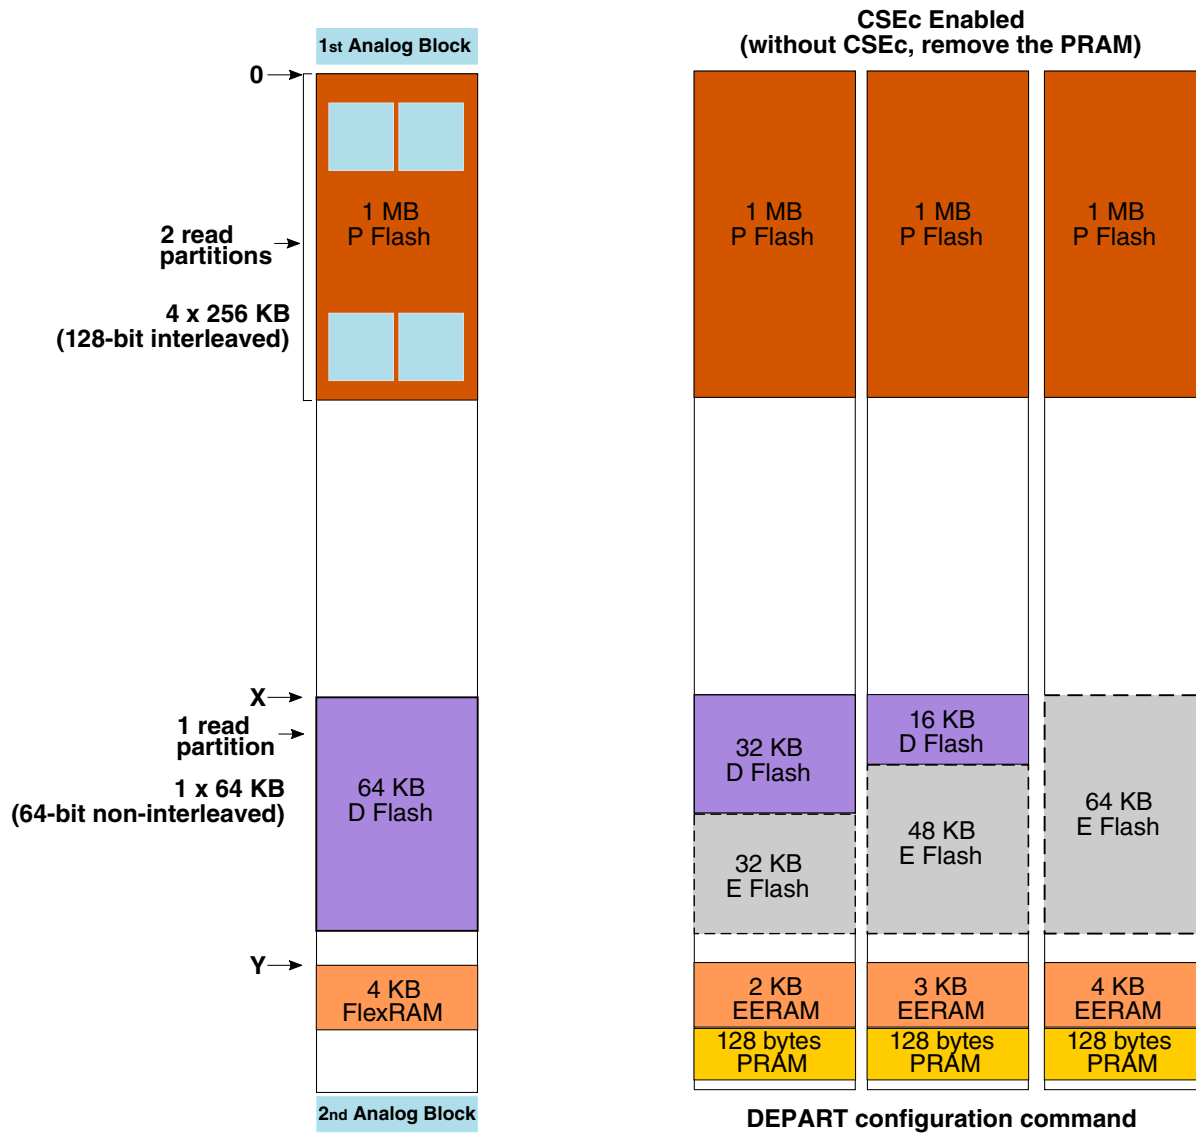 1st Analog Block
0
1 MB
P Flash
2 read
partitions
4 x 256 KB
(128-bit interleaved)
X
1 read
partition
1 x 64 KB
(64-bit non-interleaved)
64 KB
D Flash
Y
4 KB
FlexRAM
2nd Analog Block
CSEc Enabled
(without CSEc, remove the PRAM)
1 MB
P Flash
1 MB
P Flash
1 MB
P Flash
32 KB
D Flash
16 KB
D Flash
32 KB
E Flash
48 KB
E Flash
64 KB
E Flash
2 KB
EERAM
3 KB
EERAM
4 KB
EERAM
128 bytes
PRAM
128 bytes
PRAM
128 bytes
PRAM
DEPART configuration command